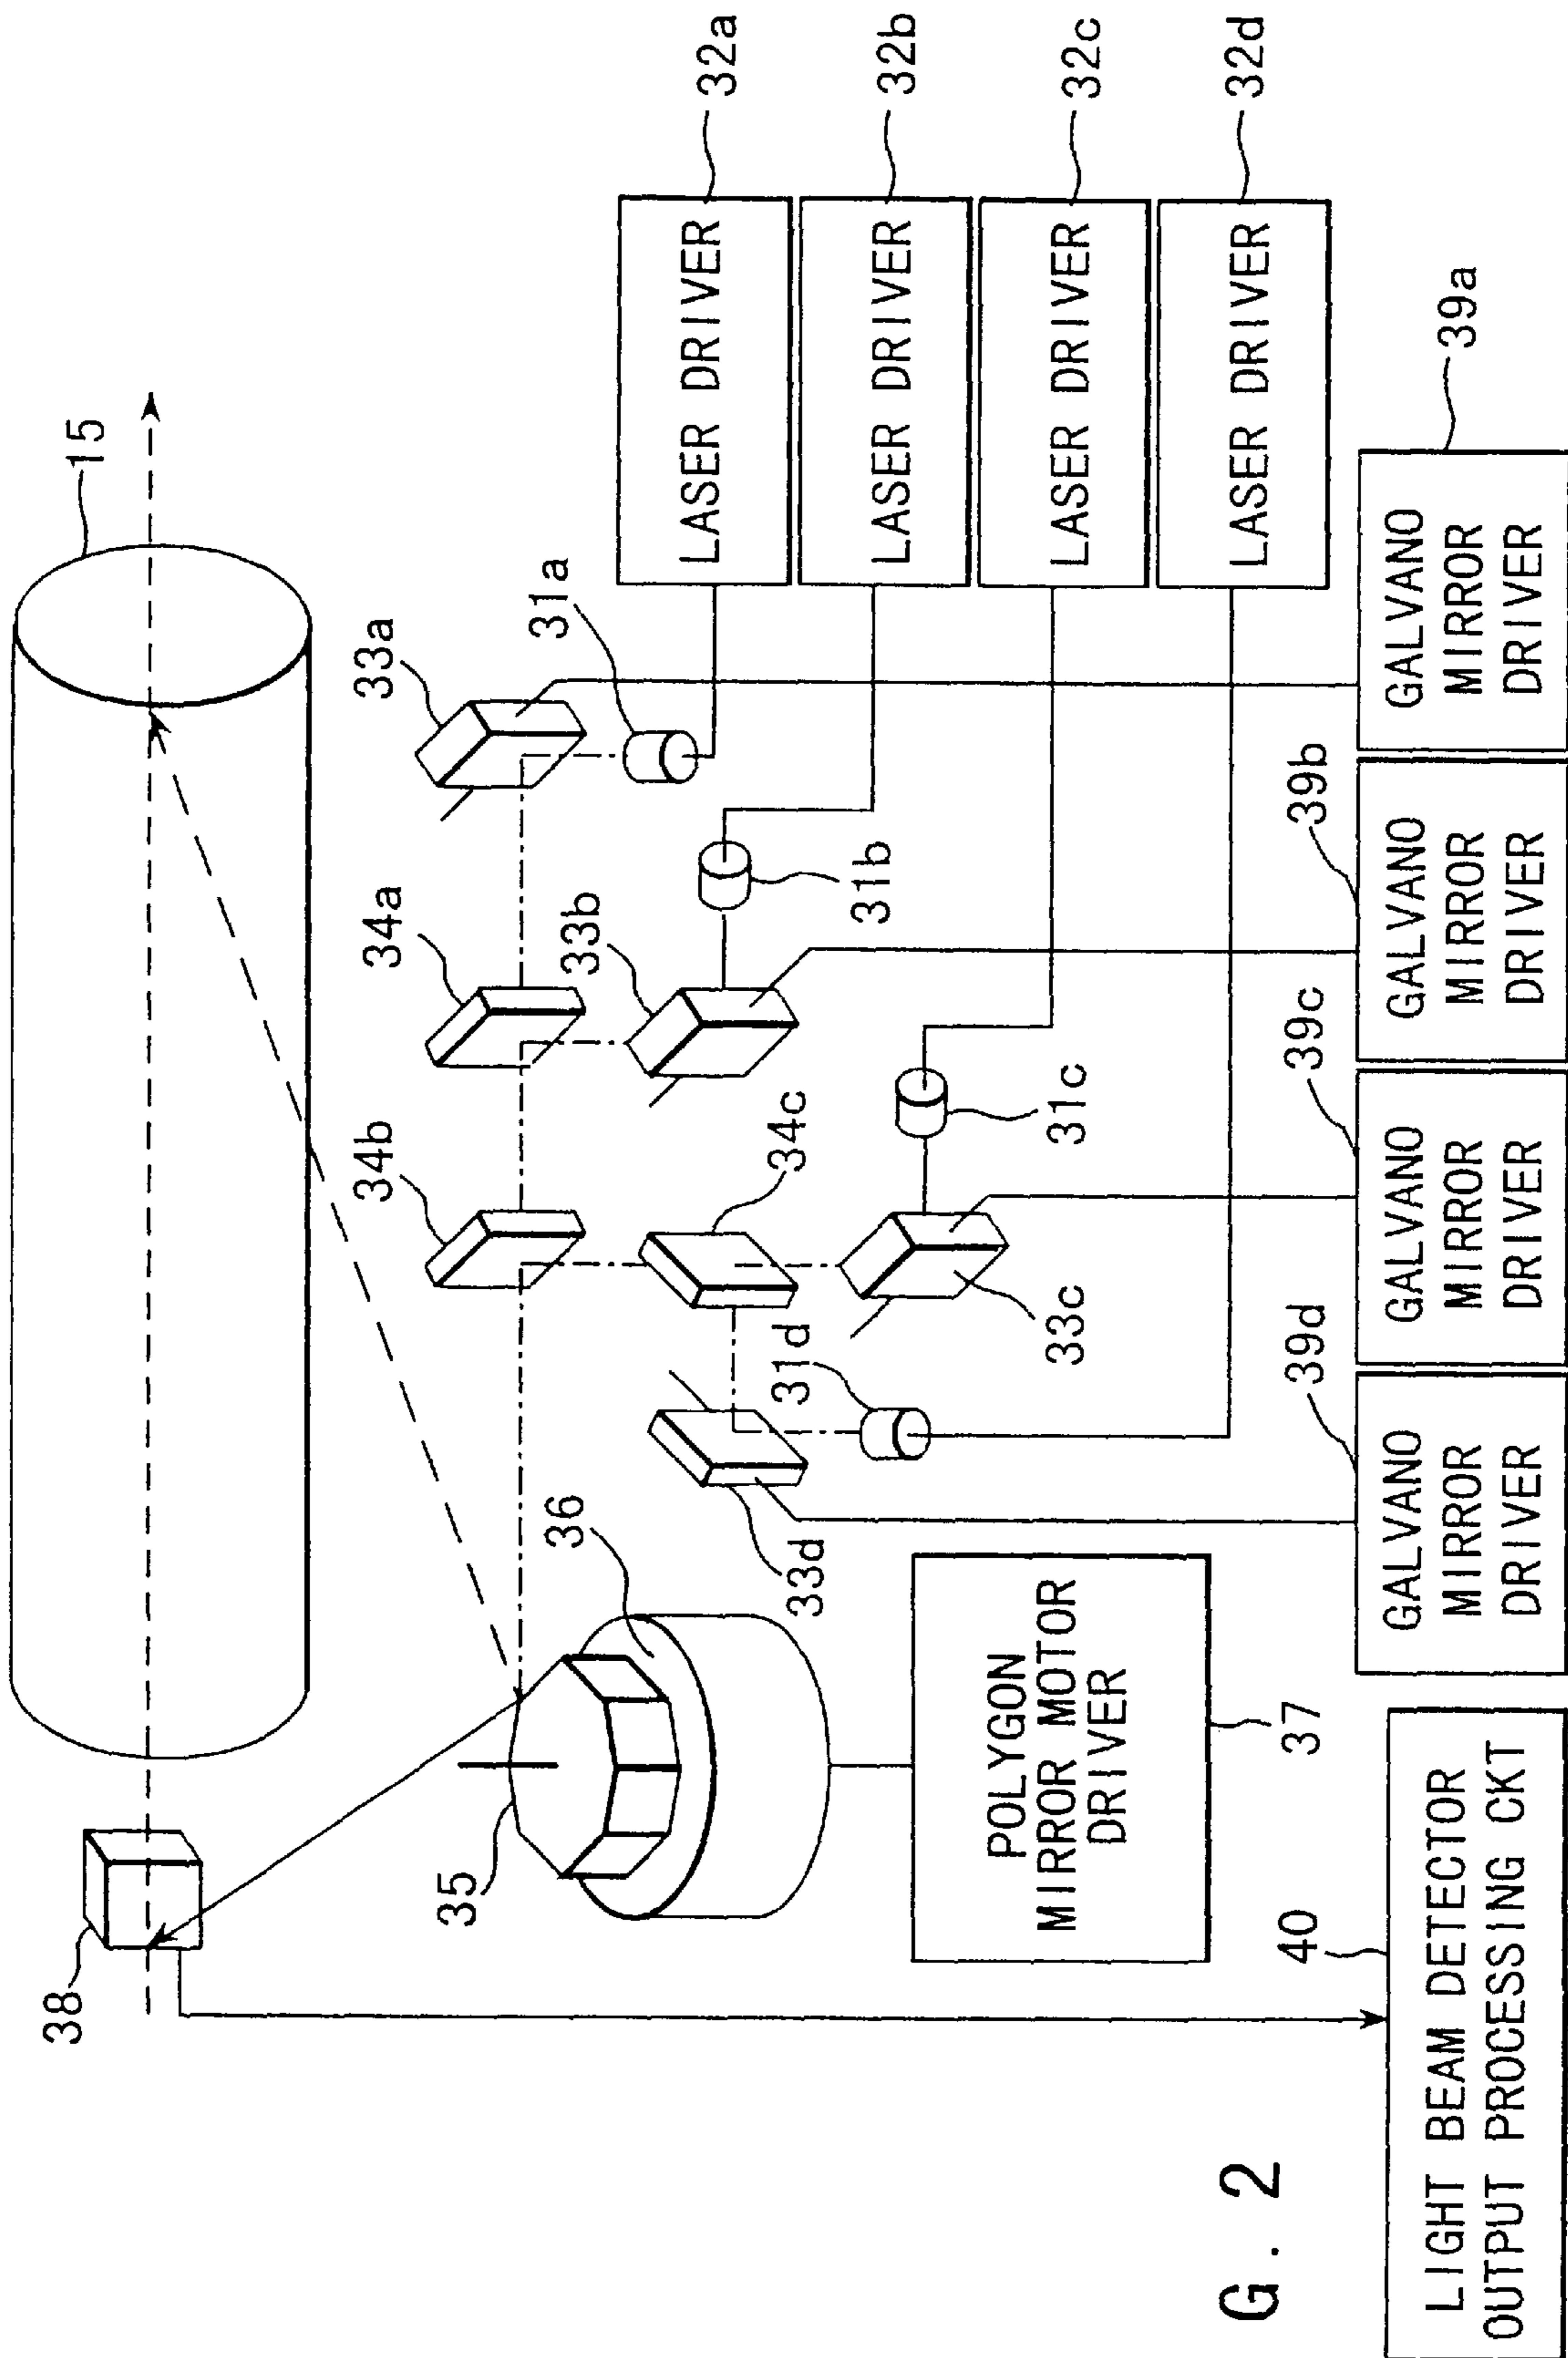 15
33a
31a
32a
LASER DRIVER
34a
33b
31b
32b
LASER DRIVER
34b
34c
31c
32c
LASER DRIVER
33c
31d
32d
LASER DRIVER
33d
38
35
36
POLYGON
MIRROR MOTOR
DRIVER
37
39d
GALVANO
MIRROR
DRIVER
39c
GALVANO
MIRROR
DRIVER
39b
GALVANO
MIRROR
DRIVER
39a
GALVANO
MIRROR
DRIVER
40
LIGHT BEAM DETECTOR
OUTPUT PROCESSING CKT
G. 2